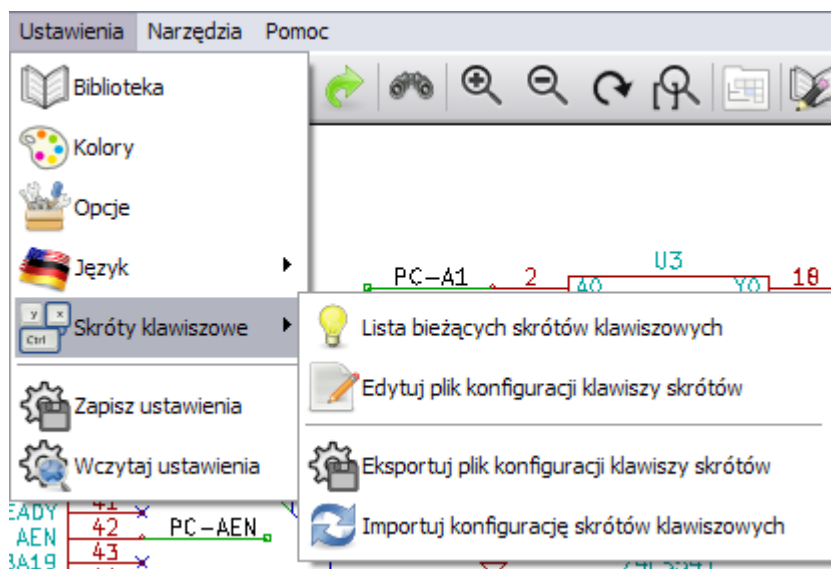 Ustawienia Narzędzia Pomoc
Biblioteka
Kolory
Opcje
Język
y x
Ctrl
Skróty klawiszowe
Zapisz ustawienia
Wczytaj ustawienia
U3
PC-A1 2 A0 Y0 18
Lista bieżących skrótów klawiszowych
Edytuj plik konfiguracji klawiszy skrótów
Eksportuj plik konfiguracji klawiszy skrótów
Importuj konfigurację skrótów klawiszowych
EADY 41
AEN 42 PC-AEN
BA19 43